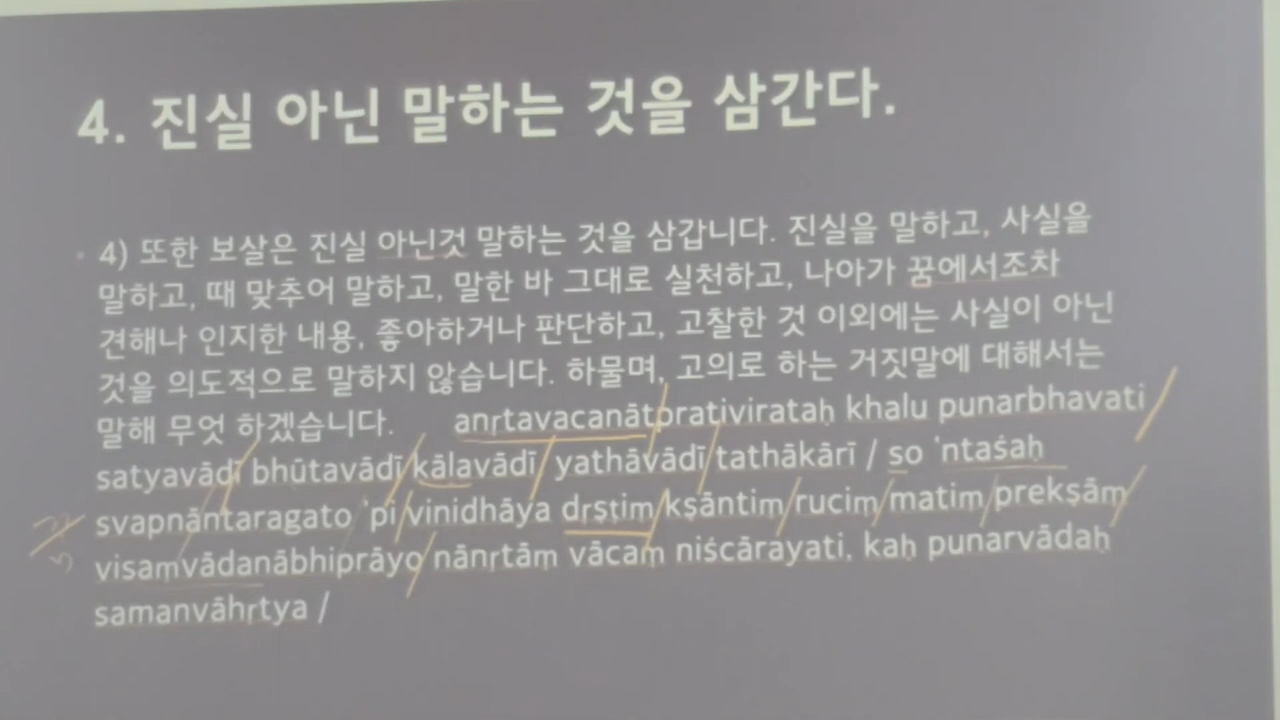 4. 진실 아닌 말하는 것을 삼간다.
4) 또한 보살은 진실 아닌것 말하는 것을 삼갑니다. 진실을 말하고, 사실을
말하고, 때 맞추어 말하고, 말한 바 그대로 실천하고, 나아가 꿈에서조차
견해나 인지한 내용, 좋아하거나 판단하고, 고찰한 것 이외에는 사실이 아닌
것을 의도적으로 말하지 않습니다. 하물며, 고의로 하는 거짓말에 대해서는
말해 무엇 하겠습니다. anṛtavacanātprativirataḥ khalu punarbhavati
satyavādī bhūtavādī kālavādī yathāvādī tathākārī / so 'ntaśaḥ
svapnāntaragato 'pi vinidhāya dṛṣṭiṃ kṣāntiṃ ruciṃ matiṃ prekṣāṃ
visaṃvādanābhiprāyo nānṛtāṃ vācaṃ niścārayati, kaḥ punarvādaḥ
samanvāhṛtya /